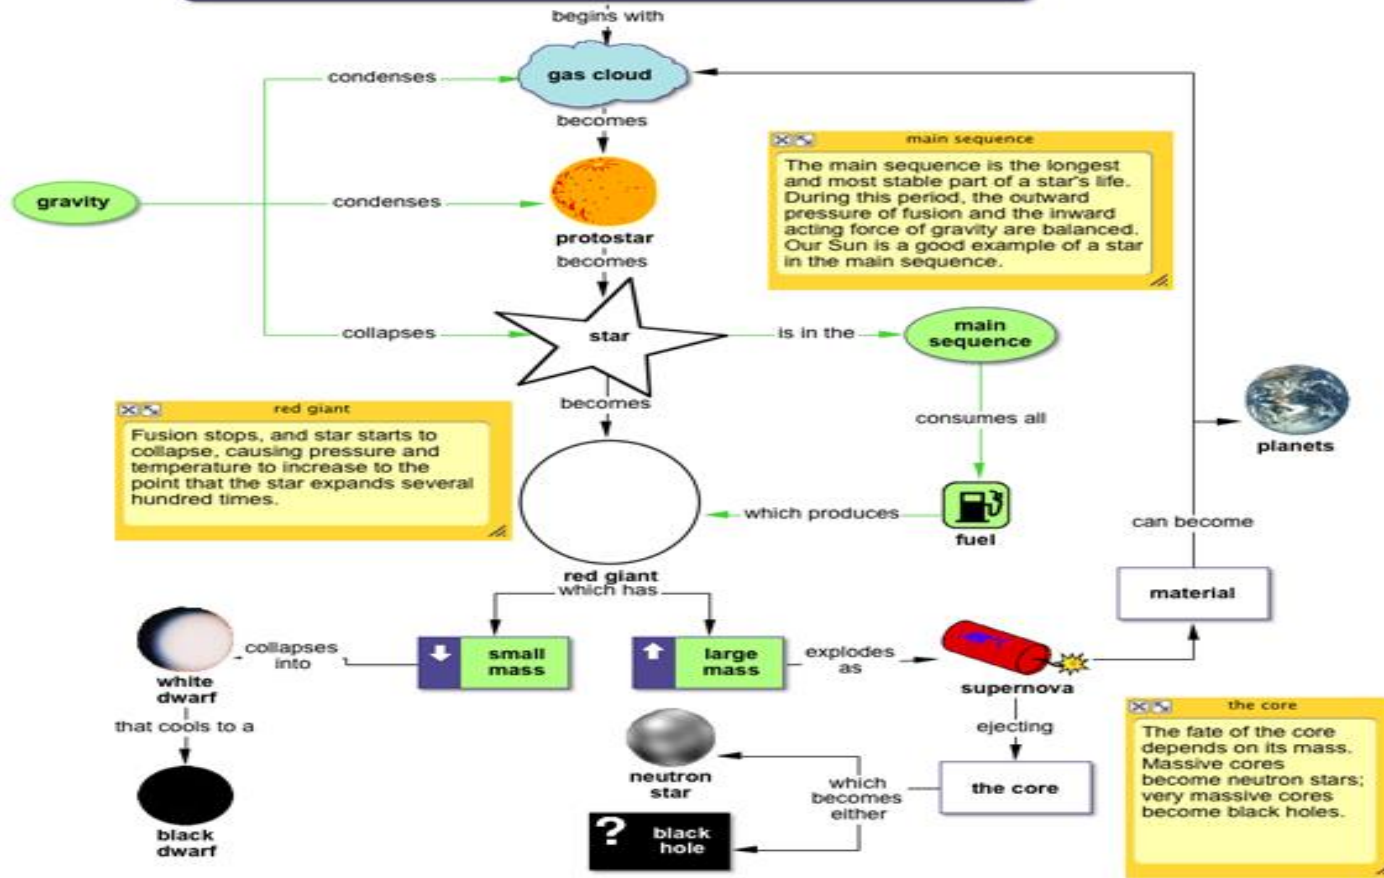 begins with
condenses
gas cloud
becomes
main sequence
The main sequence is the longest
and most stable part of a star's life.
During this period, the outward
pressure of fusion and the inward
acting force of gravity are balanced.
Our Sun is a good example of a star
in the main sequence.
gravity
condenses
protostar
becomes
collapses
star
is in the
main
sequence
becomes
red giant
Fusion stops, and star starts to
collapse, causing pressure and
temperature to increase to the
point that the star expands several
hundred times.
consumes all
planets
which produces
fuel
can become
red giant
which has
material
collapses
into
small
mass
large
mass
explodes
as
white
dwarf
supernova
that cools to a
ejecting
the core
The fate of the core
depends on its mass.
Massive cores
become neutron stars;
very massive cores
become black holes.
neutron
star
which
becomes
either
the core
black
dwarf
?
black
hole